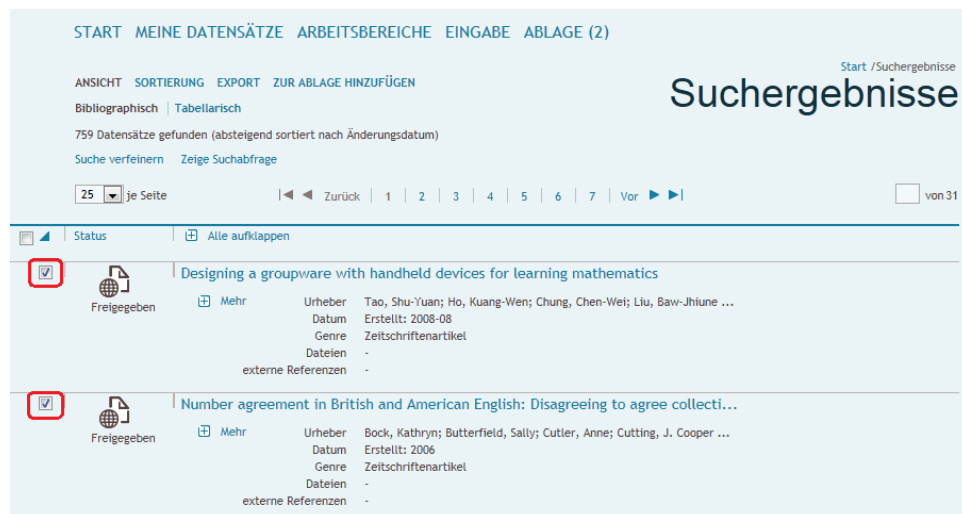 START MEINE DATENSÄTZE ARBEITSBEREICHE EINGABE ABLAGE (2)
Start /Suchergebnisse
Suchergebnisse
ANSICHT SORTIERUNG EXPORT ZUR ABLAGE HINZUFÜGEN
Bibliographisch Tabellarisch
759 Datensätze gefunden (absteigend sortiert nach Änderungsdatum)
Suche verfeinern Zeige Suchabfrage
25 je Seite Zurück 1 2 3 4 5 6 7 Vor von 31
Status Alle aufklappen
Designing a groupware with handheld devices for learning mathematics
Freigegeben
Mehr Urheber Tao, Shu-Yuan; Ho, Kuang-Wen; Chung, Chen-Wei; Liu, Baw-Jhiune ...
Datum Erstellt: 2008-08
Genre Zeitschriftenartikel
Dateien -
externe Referenzen -
Number agreement in British and American English: Disagreeing to agree collecti...
Freigegeben
Mehr Urheber Bock, Kathryn; Butterfield, Sally; Cutler, Anne; Cutting, J. Cooper ...
Datum Erstellt: 2006
Genre Zeitschriftenartikel
Dateien -
externe Referenzen -